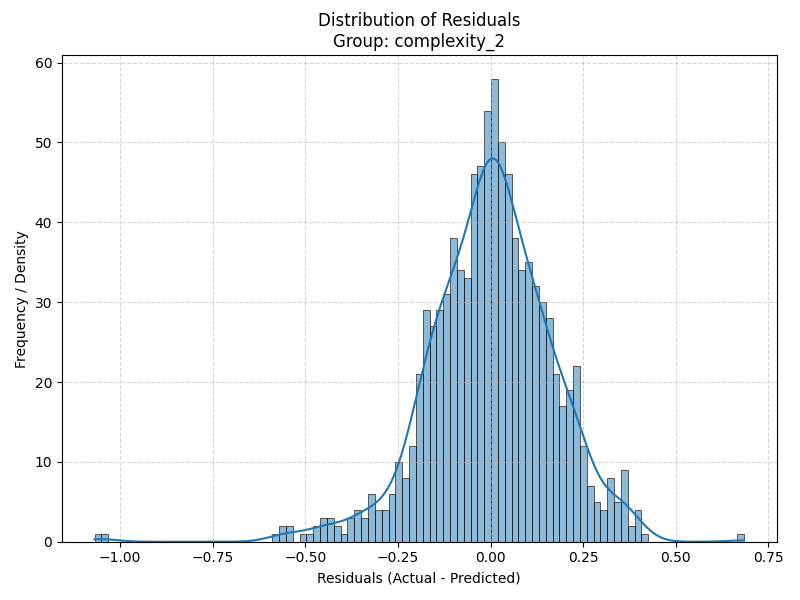 Distribution of Residuals
Group: complexity_2
Frequency / Density
60
50
40
30
20
10
0
−1.00 −0.75 −0.50 −0.25 0.00 0.25 0.50 0.75
Residuals (Actual - Predicted)